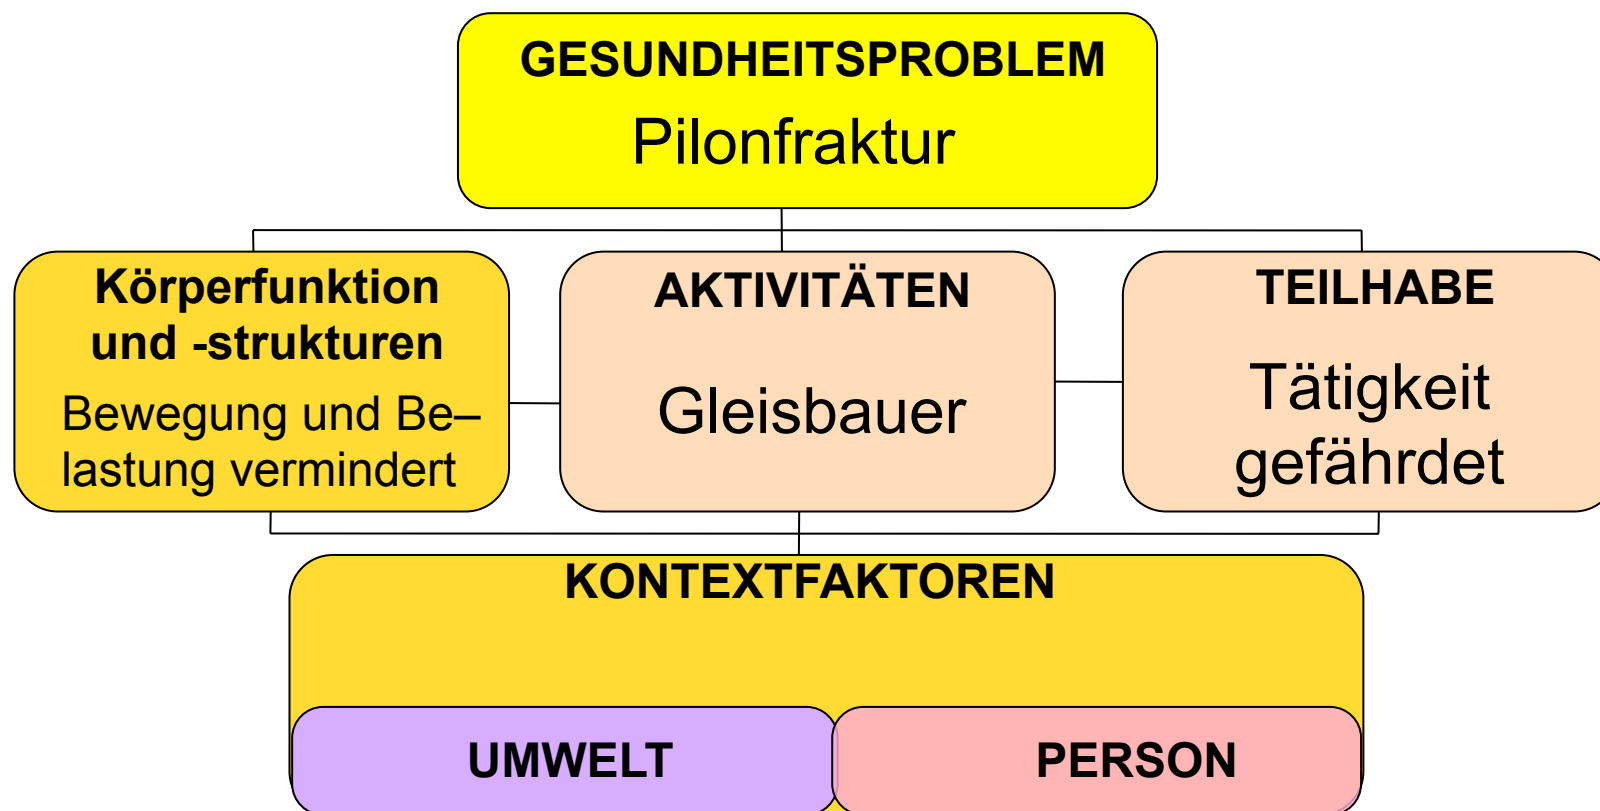 GESUNDHEITSPROBLEM
Pilonfraktur
Körperfunktion
und -strukturen
Bewegung und Be–
lastung vermindert
AKTIVITÄTEN
Gleisbauer
TEILHABE
Tätigkeit
gefährdet
KONTEXTFAKTOREN
UMWELT
PERSON